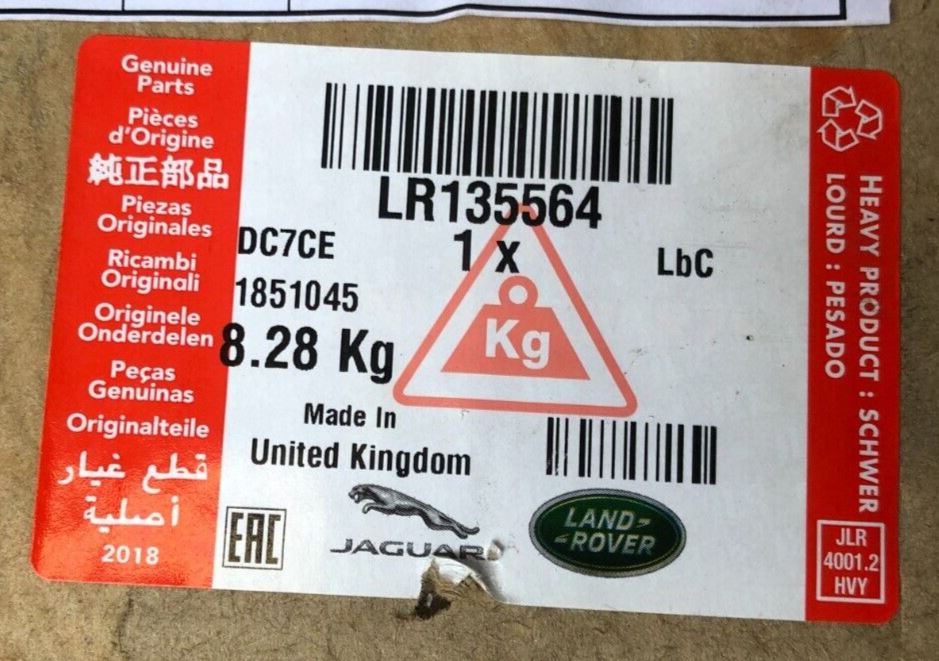 Genuine
Parts
Pièces
d'Origine
純正部品
Piezas
Originales
Ricambi
Originali
Originele
Onderdelen
Peças
Genuinas
Originalteile
قطع غيار
أصلية
2018
LR135564
DC7CE
1 x
LbC
1851045
8.28 Kg
Kg
Made In
United Kingdom
EAC
JAGUAR
LAND-
-ROVER
HEAVY PRODUCT : SCHWER
LOURD : PESADO
JLR
4001.2
HVY